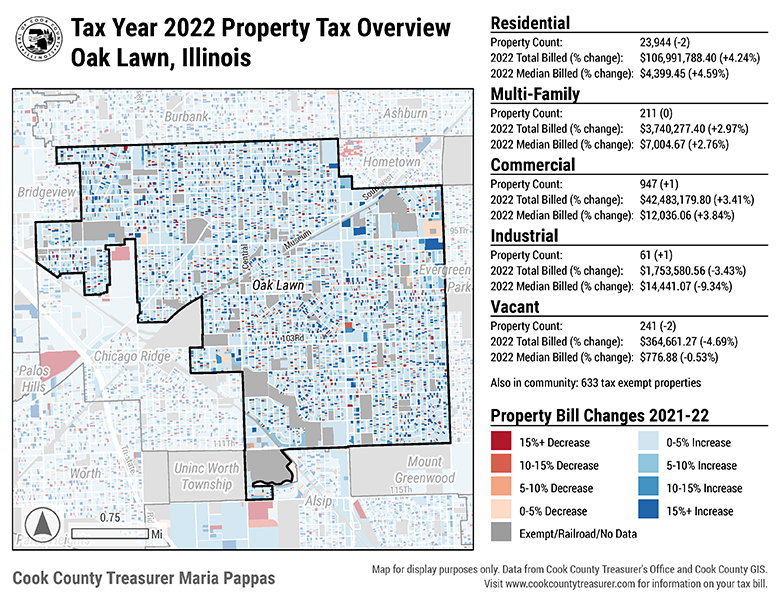 Tax Year 2022 Property Tax Overview
Oak Lawn, Illinois
Residential
Property Count: 23,944 (-2)
2022 Total Billed (% change): $106,991,788.40 (+4.24%)
2022 Median Billed (% change): $4,399.45 (+4.59%)
Multi-Family
Property Count: 211 (0)
2022 Total Billed (% change): $3,740,277.40 (+2.97%)
2022 Median Billed (% change): $7,004.67 (+2.76%)
Commercial
Property Count: 947 (+1)
2022 Total Billed (% change): $42,483,179.80 (+3.41%)
2022 Median Billed (% change): $12,036.06 (+3.84%)
Industrial
Property Count: 61 (+1)
2022 Total Billed (% change): $1,753,580.56 (-3.43%)
2022 Median Billed (% change): $14,441.07 (-9.34%)
Vacant
Property Count: 241 (-2)
2022 Total Billed (% change): $364,661.27 (-4.69%)
2022 Median Billed (% change): $776.88 (-0.53%)
Also in community: 633 tax exempt properties
Property Bill Changes 2021-22
15%+ Decrease
10-15% Decrease
5-10% Decrease
0-5% Decrease
Exempt/Railroad/No Data
0-5% Increase
5-10% Increase
10-15% Increase
15%+ Increase
Burbank
Ashburn
Hometown
Bridgeview
Southwest
Museum
95Th
Central
Evergreen
Park
Oak Lawn
103Rd
Chicago Ridge
Palos
Hills
111Th
Worth
Uninc Worth
Township
Mount
Greenwood
115Th
Alsip
Rd
0.75
Mi
Cook County Treasurer Maria Pappas
Map for display purposes only. Data from Cook County Treasurer's Office and Cook County GIS.
Visit www.cookcountytreasurer.com for information on your tax bill.